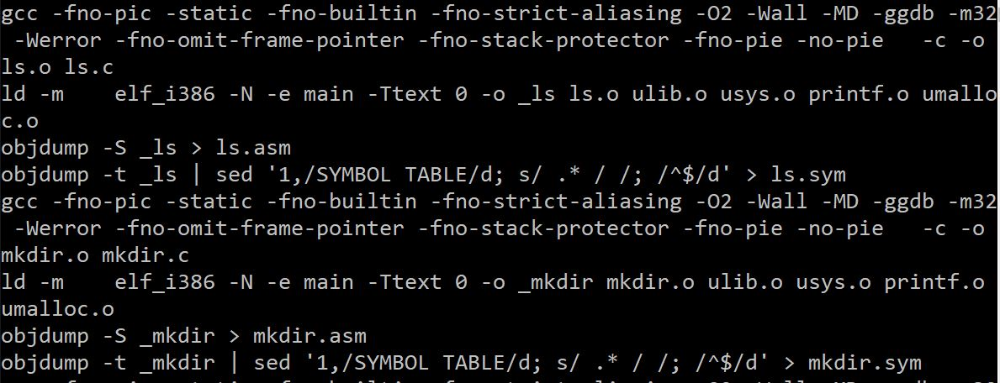 gcc -fno-pic -static -fno-builtin -fno-strict-aliasing -O2 -Wall -MD -ggdb -m32
 -Werror -fno-omit-frame-pointer -fno-stack-protector -fno-pie -no-pie   -c -o
ls.o ls.c
ld -m    elf_i386 -N -e main -Ttext 0 -o _ls ls.o ulib.o usys.o printf.o umallo
c.o
objdump -S _ls > ls.asm
objdump -t _ls | sed '1,/SYMBOL TABLE/d; s/ .* / /; /^$/d' > ls.sym
gcc -fno-pic -static -fno-builtin -fno-strict-aliasing -O2 -Wall -MD -ggdb -m32
 -Werror -fno-omit-frame-pointer -fno-stack-protector -fno-pie -no-pie   -c -o
mkdir.o mkdir.c
ld -m    elf_i386 -N -e main -Ttext 0 -o _mkdir mkdir.o ulib.o usys.o printf.o
umalloc.o
objdump -S _mkdir > mkdir.asm
objdump -t _mkdir | sed '1,/SYMBOL TABLE/d; s/ .* / /; /^$/d' > mkdir.sym